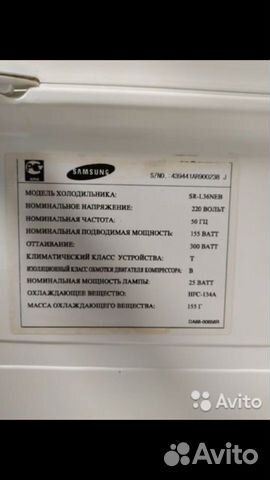 SAMSUNG
S/NO. 439441AR900238 J
МОДЕЛЬ ХОЛОДИЛЬНИКА: SR-L36NEB
НОМИНАЛЬНОЕ НАПРЯЖЕНИЕ: 220 ВОЛЬТ
НОМИНАЛЬНАЯ ЧАСТОТА: 50 ГЦ
НОМИНАЛЬНАЯ ПОДВОДИМАЯ МОЩНОСТЬ: 155 ВАТТ
ОТТАИВАНИЕ: 300 ВАТТ
КЛИМАТИЧЕСКИЙ КЛАСС УСТРОЙСТВА: T
ИЗОЛЯЦИОННЫЙ КЛАСС ОБМОТКИ ДВИГАТЕЛЯ КОМПРЕССОРА: B
НОМИНАЛЬНАЯ МОЩНОСТЬ ЛАМПЫ: 25 ВАТТ
ОХЛАЖДАЮЩЕЕ ВЕЩЕСТВО: HFC-134A
МАССА ОХЛАЖДАЮЩЕГО ВЕЩЕСТВА: 155 Г
Avito
Avito